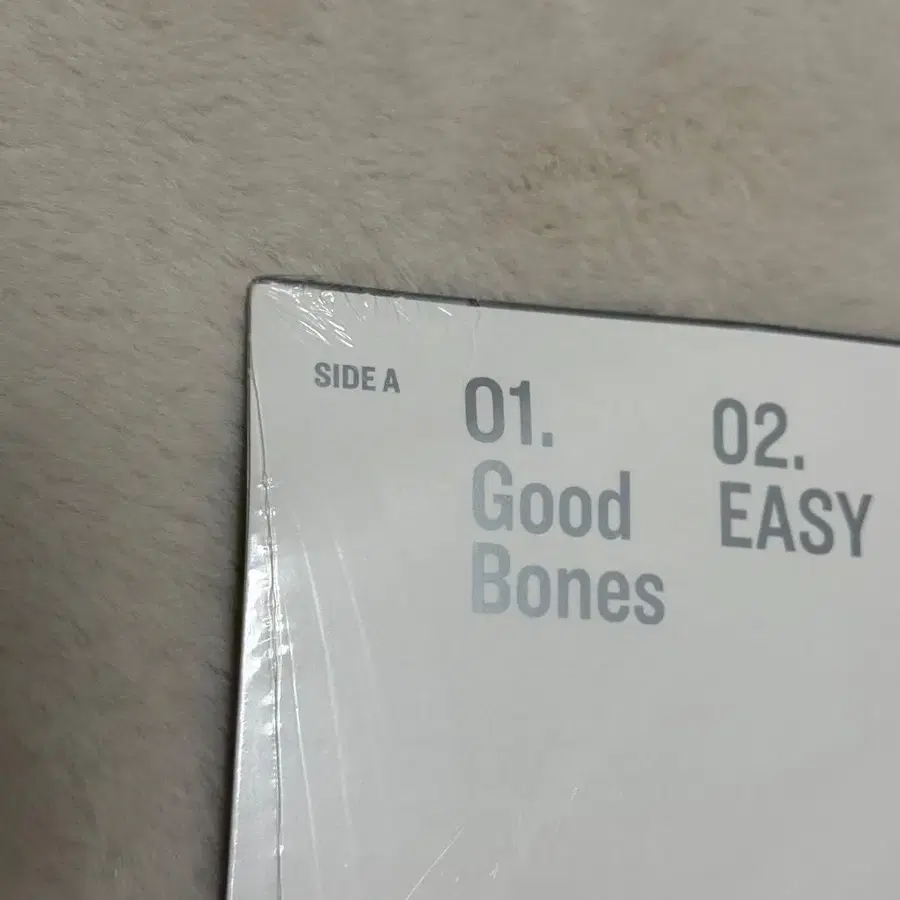 SIDE A
01.
Good
Bones
02.
EASY